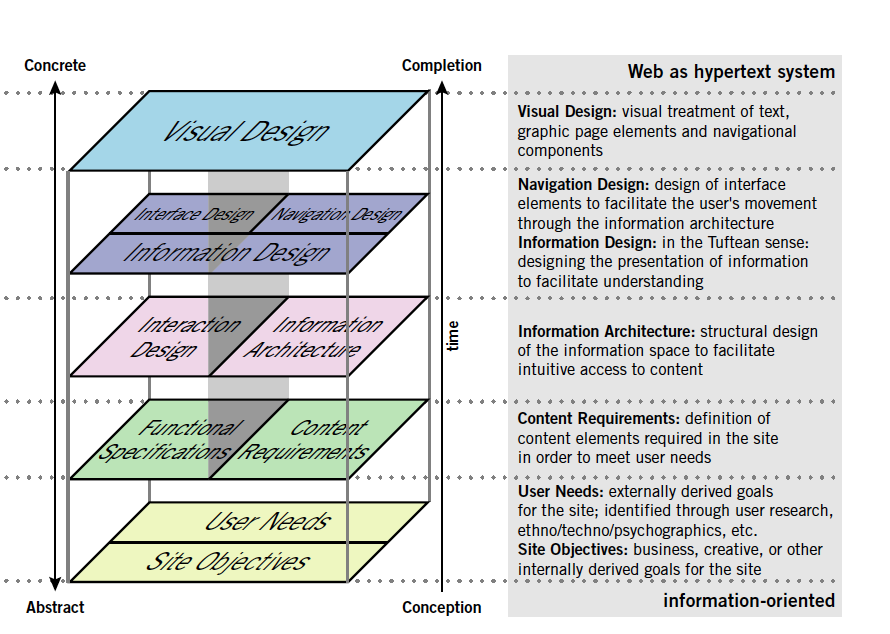 Concrete
Completion
Web as hypertext system
Visual Design
Visual Design: visual treatment of text,
graphic page elements and navigational
components
Interface Design
Navigation Design
Information Design
Navigation Design: design of interface
elements to facilitate the user's movement
through the information architecture
Information Design: in the Tuftean sense:
designing the presentation of information
to facilitate understanding
Interaction
Design
Information
Architecture
time
Information Architecture: structural design
of the information space to facilitate
intuitive access to content
Functional
Specifications
Content
Requirements
Content Requirements: definition of
content elements required in the site
in order to meet user needs
User Needs
Site Objectives
User Needs: externally derived goals
for the site; identified through user research,
ethno/techno/psychographics, etc.
Site Objectives: business, creative, or other
internally derived goals for the site
Abstract
Conception
information-oriented